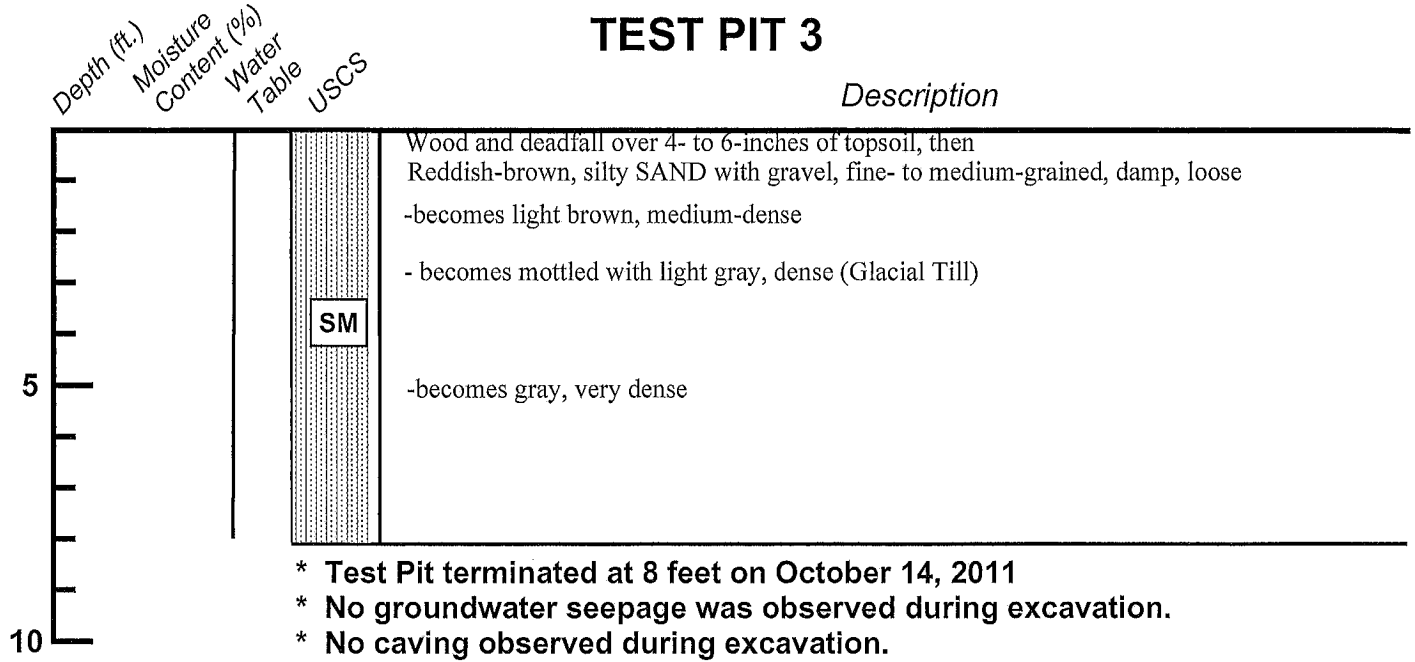 TEST PIT 3
Depth (ft.)
Moisture
Content (%)
Water
Table
USCS
Description
Wood and deadfall over 4- to 6-inches of topsoil, then
Reddish-brown, silty SAND with gravel, fine- to medium-grained, damp, loose
-becomes light brown, medium-dense
- becomes mottled with light gray, dense (Glacial Till)
SM
5
-becomes gray, very dense
* Test Pit terminated at 8 feet on October 14, 2011
* No groundwater seepage was observed during excavation.
10
* No caving observed during excavation.